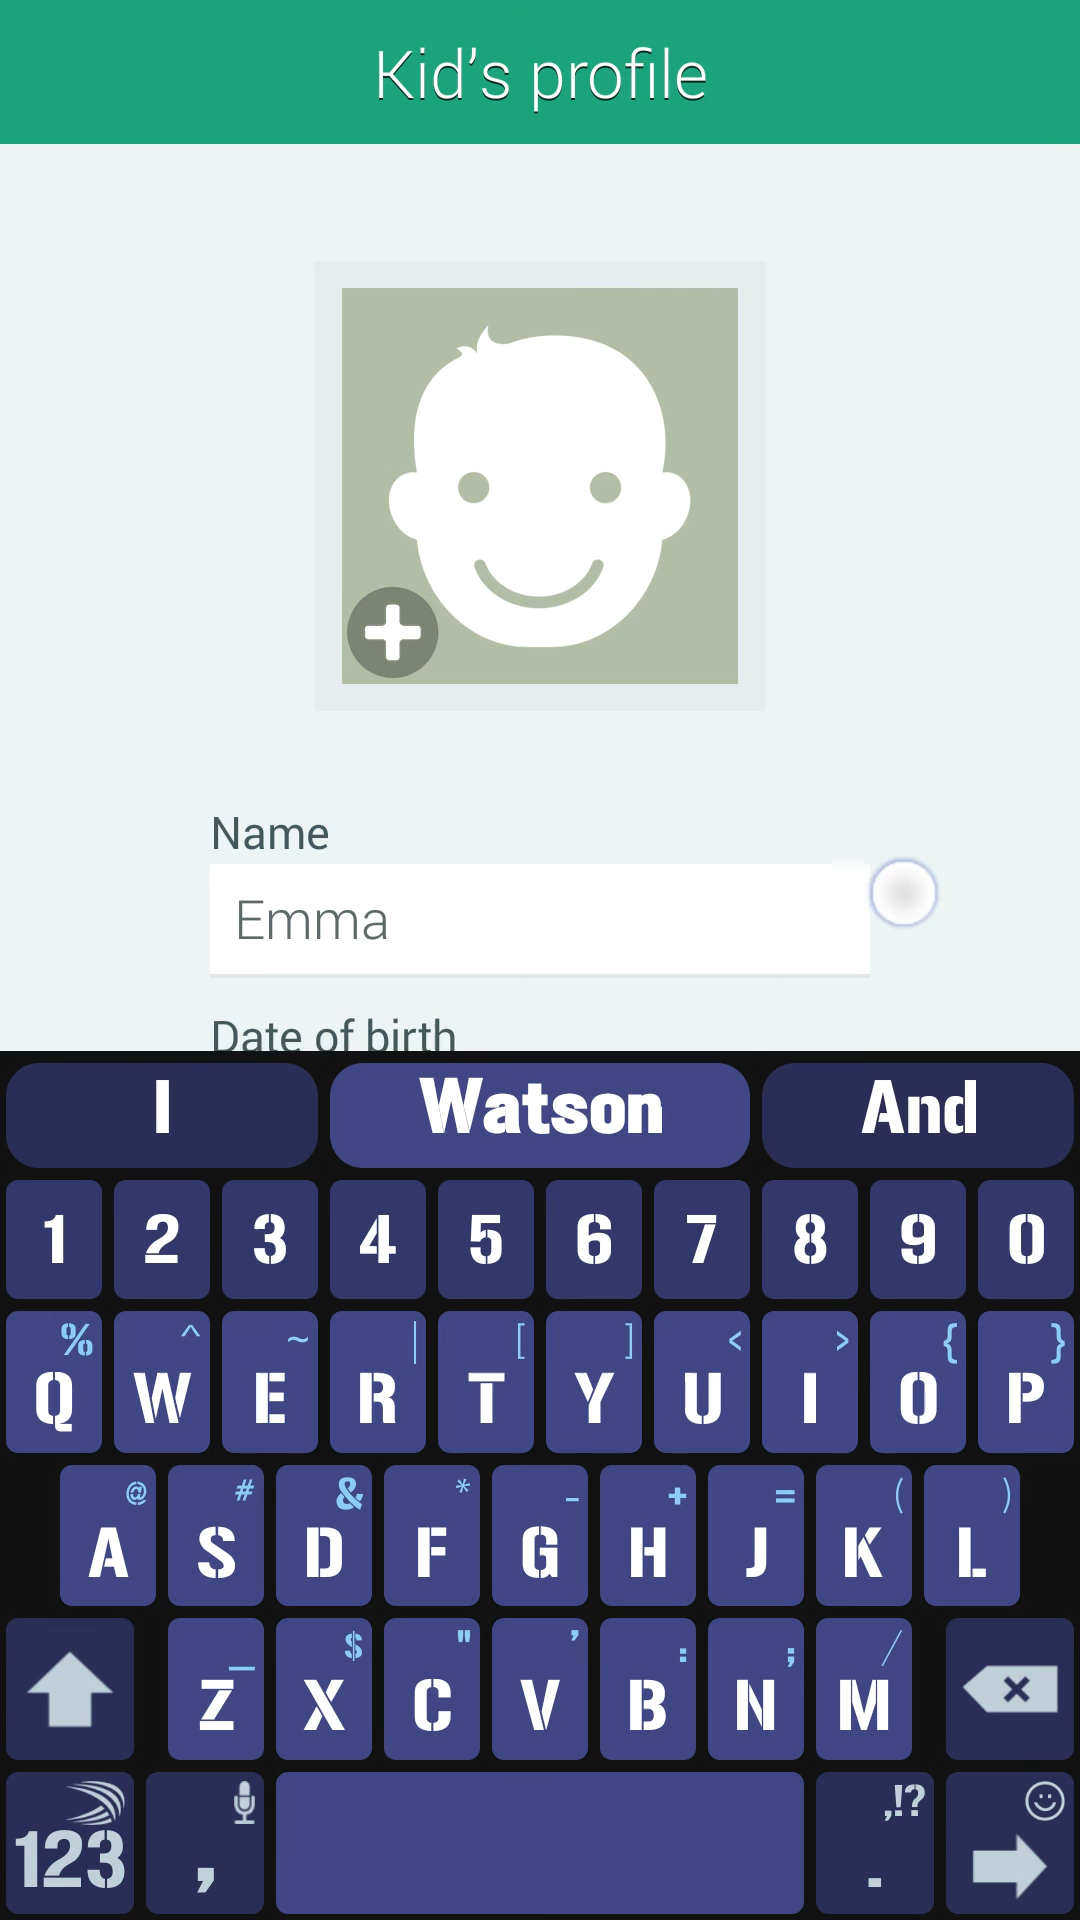 Kid’s profile
Name
Emma
Date of birth
I Watson And
1 2 3 4 5 6 7 8 9 0
% ^ ~ | [ ] < > { }
Q W E R T Y U I O P
@ # & * - + = ( )
A S D F G H J K L
_ $ " ' : ; /
Z X C V B N M
,!?
123 , .